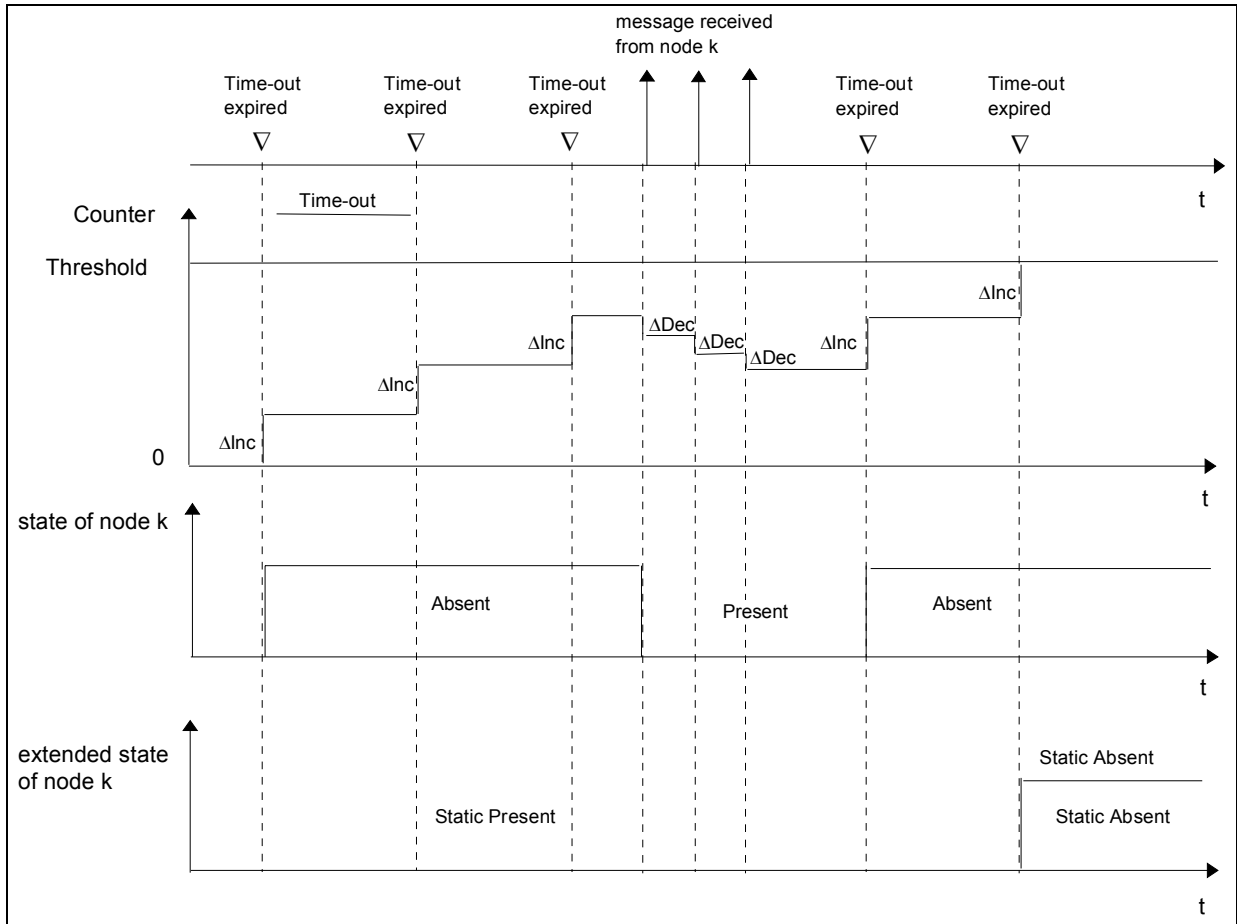 message received
from node k
Time-out
expired
Time-out
expired
Time-out
expired
Time-out
expired
Time-out
expired
t
Time-out
Counter
Threshold
ΔInc
ΔInc
ΔInc
ΔInc
ΔInc
ΔDec
ΔDec
ΔDec
0
t
state of node k
Absent
Present
Absent
t
extended state
of node k
Static Present
Static Absent
Static Absent
t